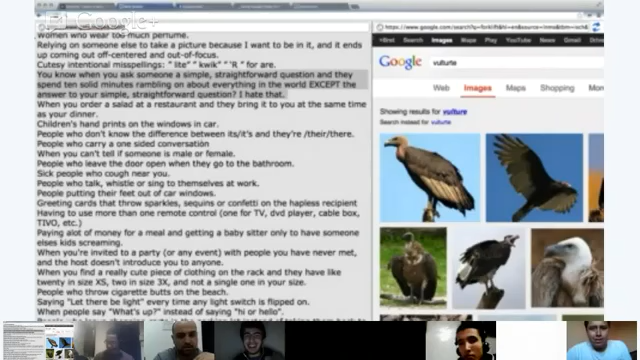 Google+
Women who wear too much perfume.
Relying on someone else to take a picture because I want to be in it, and it ends
up coming out off-centered and out-of-focus.
Cutesy intentional misspellings: " lite" " kwik" "'R " for are.
You know when you ask someone a simple, straightforward question and they
spend ten solid minutes rambling on about everything in the world EXCEPT the
answer to your simple, straightforward question? I hate that.
When you order a salad at a restaurant and they bring it to you at the same time
as your dinner.
Children's hand prints on the windows in car.
People who don't know the difference between its/it's and they're /their/there.
People who carry a one sided conversation
When you can't tell if someone is male or female.
People who leave the door open when they go to the bathroom.
Sick people who cough near you.
People who talk, whistle or sing to themselves at work.
People putting their feet out of car windows.
Greeting cards that throw sparkles, sequins or confetti on the hapless recipient
Having to use more than one remote control (one for TV, dvd player, cable box,
TIVO, etc.)
Paying alot of money for a meal and getting a baby sitter only to have someone
elses kids screaming.
When you're invited to a party (or any event) with people you have never met,
and the host doesn't introduce you to anyone.
When you find a really cute piece of clothing on the rack and they have like
twenty in size XS, two in size 3X, and not a single one in your size.
People who throw cigarette butts on the beach.
Saying "Let there be light" every time any light switch is flipped on.
When people say "What's up?" instead of saying "hi or hello".
https://www.google.com/search?q=
Search Images Maps Play YouTube News Gmail
Google
vulturte
Web Images Maps Shopping
Showing results for vulture
Search instead for vulturte